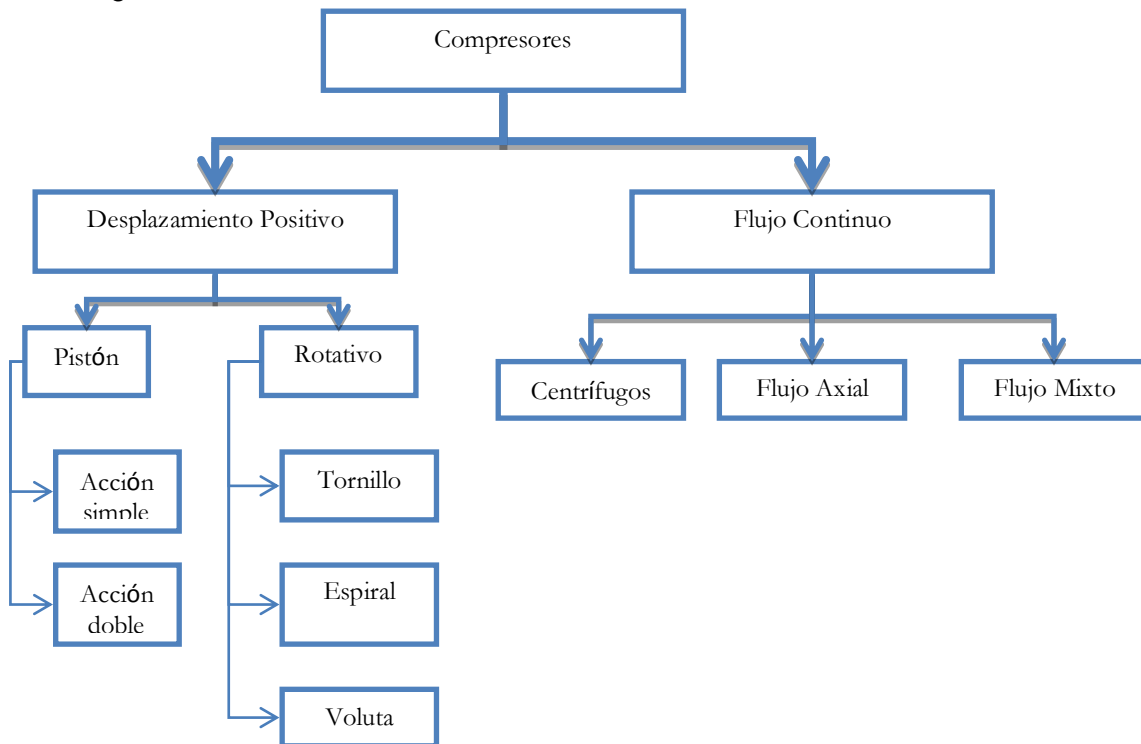 Compresores
Desplazamiento Positivo
Flujo Continuo
Pistón
Rotativo
Centrífugos
Flujo Axial
Flujo Mixto
Acción
simple
Tornillo
Acción
doble
Espiral
Voluta